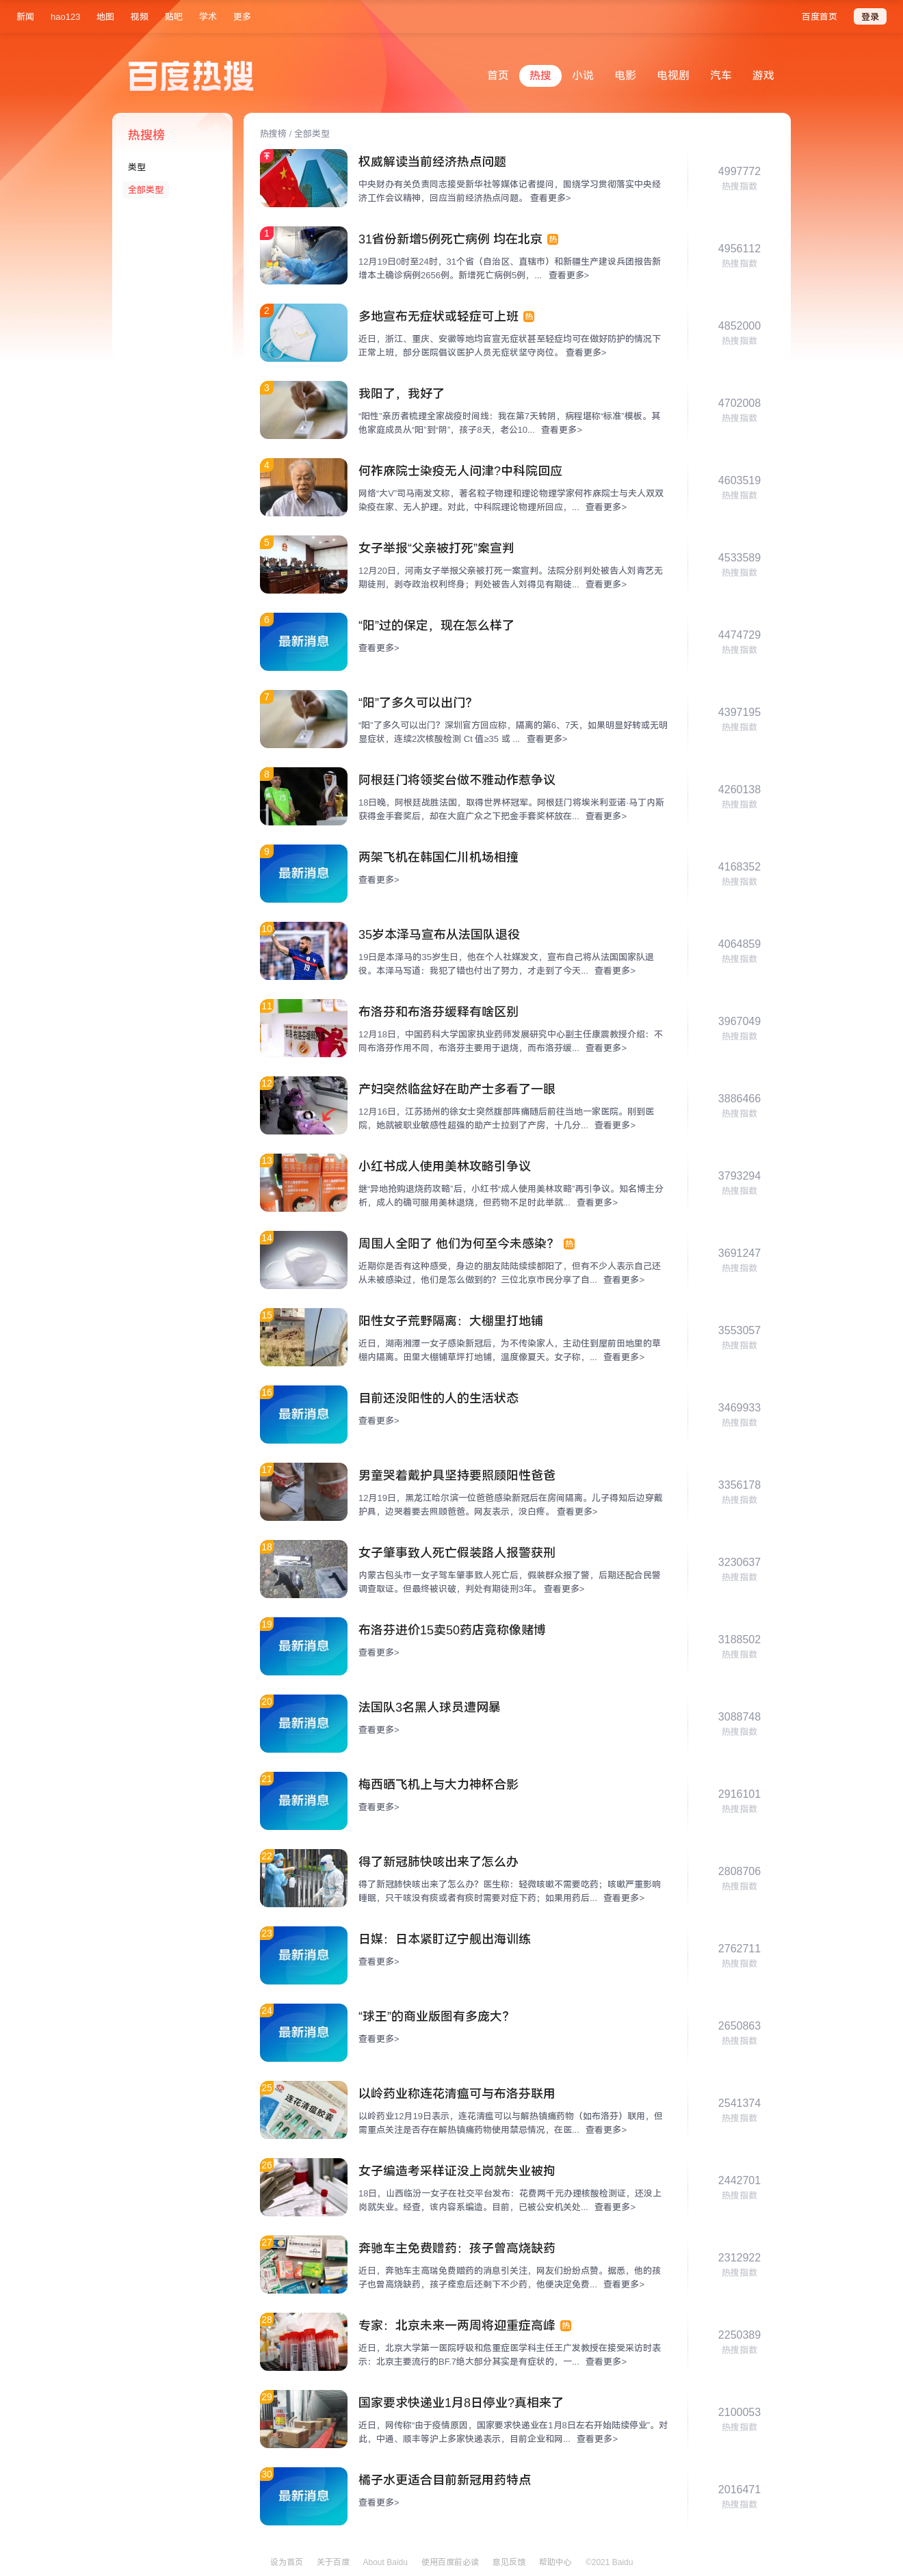 新闻 hao123 地图 视频 贴吧 学术 更多 百度首页 登录
百度热搜
首页 热搜 小说 电影 电视剧 汽车 游戏
热搜榜
类型
全部类型
热搜榜 / 全部类型
权威解读当前经济热点问题
中央财办有关负责同志接受新华社等媒体记者提问，围绕学习贯彻落实中央经
济工作会议精神，回应当前经济热点问题。 查看更多>
4997772
热搜指数
1
31省份新增5例死亡病例 均在北京 热
12月19日0时至24时，31个省（自治区、直辖市）和新疆生产建设兵团报告新
增本土确诊病例2656例。新增死亡病例5例，... 查看更多>
4956112
热搜指数
2
多地宣布无症状或轻症可上班 热
近日，浙江、重庆、安徽等地均官宣无症状甚至轻症均可在做好防护的情况下
正常上班，部分医院倡议医护人员无症状坚守岗位。 查看更多>
4852000
热搜指数
3
我阳了，我好了
“阳性”亲历者梳理全家战疫时间线：我在第7天转阴，病程堪称“标准”模板。其
他家庭成员从“阳”到“阴”，孩子8天，老公10... 查看更多>
4702008
热搜指数
4
何祚庥院士染疫无人问津?中科院回应
网络“大V”司马南发文称，著名粒子物理和理论物理学家何祚庥院士与夫人双双
染疫在家、无人护理。对此，中科院理论物理所回应，... 查看更多>
4603519
热搜指数
5
女子举报“父亲被打死”案宣判
12月20日，河南女子举报父亲被打死一案宣判。法院分别判处被告人刘青艺无
期徒刑，剥夺政治权利终身；判处被告人刘得见有期徒... 查看更多>
4533589
热搜指数
6
最新消息
“阳”过的保定，现在怎么样了
查看更多>
4474729
热搜指数
7
“阳”了多久可以出门？
“阳”了多久可以出门？深圳官方回应称，隔离的第6、7天，如果明显好转或无明
显症状，连续2次核酸检测 Ct 值≥35 或 ... 查看更多>
4397195
热搜指数
8
阿根廷门将领奖台做不雅动作惹争议
18日晚，阿根廷战胜法国，取得世界杯冠军。阿根廷门将埃米利亚诺·马丁内斯
获得金手套奖后，却在大庭广众之下把金手套奖杯放在... 查看更多>
4260138
热搜指数
9
最新消息
两架飞机在韩国仁川机场相撞
查看更多>
4168352
热搜指数
10
35岁本泽马宣布从法国队退役
19日是本泽马的35岁生日，他在个人社媒发文，宣布自己将从法国国家队退
役。本泽马写道：我犯了错也付出了努力，才走到了今天... 查看更多>
4064859
热搜指数
11
布洛芬和布洛芬缓释有啥区别
12月18日，中国药科大学国家执业药师发展研究中心副主任康震教授介绍：不
同布洛芬作用不同，布洛芬主要用于退烧，而布洛芬缓... 查看更多>
3967049
热搜指数
12
产妇突然临盆好在助产士多看了一眼
12月16日，江苏扬州的徐女士突然腹部阵痛随后前往当地一家医院。刚到医
院，她就被职业敏感性超强的助产士拉到了产房，十几分... 查看更多>
3886466
热搜指数
13
小红书成人使用美林攻略引争议
继“异地抢购退烧药攻略”后，小红书“成人使用美林攻略”再引争议。知名博主分
析，成人的确可服用美林退烧，但药物不足时此举就... 查看更多>
3793294
热搜指数
14
周围人全阳了 他们为何至今未感染？ 热
近期你是否有这种感受，身边的朋友陆陆续续都阳了，但有不少人表示自己还
从未被感染过，他们是怎么做到的？三位北京市民分享了自... 查看更多>
3691247
热搜指数
15
阳性女子荒野隔离：大棚里打地铺
近日，湖南湘潭一女子感染新冠后，为不传染家人，主动住到屋前田地里的草
棚内隔离。田里大棚铺草坪打地铺，温度像夏天。女子称，... 查看更多>
3553057
热搜指数
16
最新消息
目前还没阳性的人的生活状态
查看更多>
3469933
热搜指数
17
男童哭着戴护具坚持要照顾阳性爸爸
12月19日，黑龙江哈尔滨一位爸爸感染新冠后在房间隔离。儿子得知后边穿戴
护具，边哭着要去照顾爸爸。网友表示，没白疼。 查看更多>
3356178
热搜指数
18
女子肇事致人死亡假装路人报警获刑
内蒙古包头市一女子驾车肇事致人死亡后，假装群众报了警，后期还配合民警
调查取证。但最终被识破，判处有期徒刑3年。 查看更多>
3230637
热搜指数
19
最新消息
布洛芬进价15卖50药店竟称像赌博
查看更多>
3188502
热搜指数
20
最新消息
法国队3名黑人球员遭网暴
查看更多>
3088748
热搜指数
21
最新消息
梅西晒飞机上与大力神杯合影
查看更多>
2916101
热搜指数
22
得了新冠肺快咳出来了怎么办
得了新冠肺快咳出来了怎么办？医生称：轻微咳嗽不需要吃药；咳嗽严重影响
睡眠，只干咳没有痰或者有痰时需要对症下药；如果用药后... 查看更多>
2808706
热搜指数
23
最新消息
日媒：日本紧盯辽宁舰出海训练
查看更多>
2762711
热搜指数
24
最新消息
“球王”的商业版图有多庞大？
查看更多>
2650863
热搜指数
25
连花清瘟胶囊
以岭药业称连花清瘟可与布洛芬联用
以岭药业12月19日表示，连花清瘟可以与解热镇痛药物（如布洛芬）联用，但
需重点关注是否存在解热镇痛药物使用禁忌情况，在医... 查看更多>
2541374
热搜指数
26
女子编造考采样证没上岗就失业被拘
18日，山西临汾一女子在社交平台发布：花费两千元办理核酸检测证，还没上
岗就失业。经查，该内容系编造。目前，已被公安机关处... 查看更多>
2442701
热搜指数
27
奔驰车主免费赠药：孩子曾高烧缺药
近日，奔驰车主高瑞免费赠药的消息引关注，网友们纷纷点赞。据悉，他的孩
子也曾高烧缺药，孩子痊愈后还剩下不少药，他便决定免费... 查看更多>
2312922
热搜指数
28
专家：北京未来一两周将迎重症高峰 热
近日，北京大学第一医院呼吸和危重症医学科主任王广发教授在接受采访时表
示：北京主要流行的BF.7绝大部分其实是有症状的，一... 查看更多>
2250389
热搜指数
29
国家要求快递业1月8日停业?真相来了
近日，网传称“由于疫情原因，国家要求快递业在1月8日左右开始陆续停业”。对
此，中通、顺丰等沪上多家快递表示，目前企业和网... 查看更多>
2100053
热搜指数
30
最新消息
橘子水更适合目前新冠用药特点
查看更多>
2016471
热搜指数
设为首页 关于百度 About Baidu 使用百度前必读 意见反馈 帮助中心 ©2021 Baidu